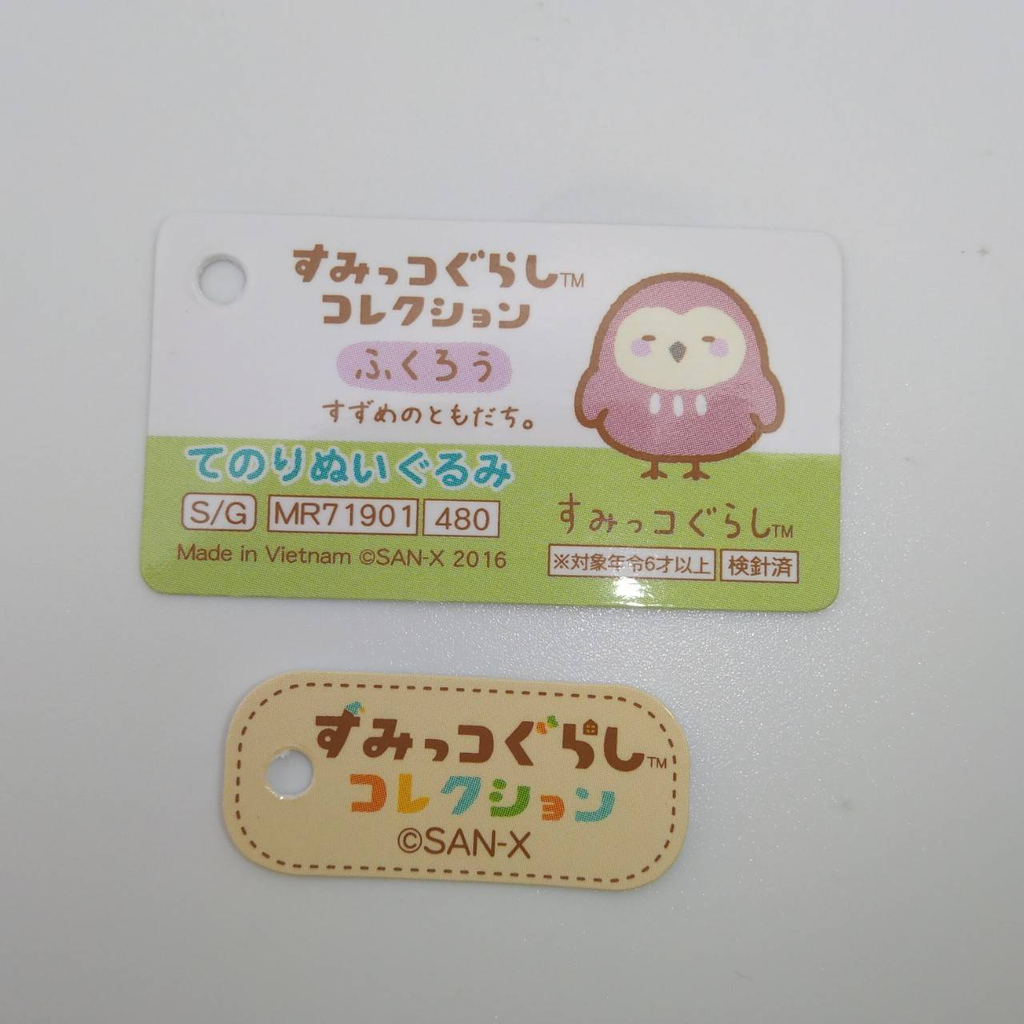 すみっコぐらし™
コレクション
ふくろう
すずめのともだち。
てのりぬいぐるみ
S/G MR71901 480
Made in Vietnam ©SAN-X 2016
すみっコぐらし™
※対象年令6才以上 検針済
すみっコぐらし™
コレクション
©SAN-X